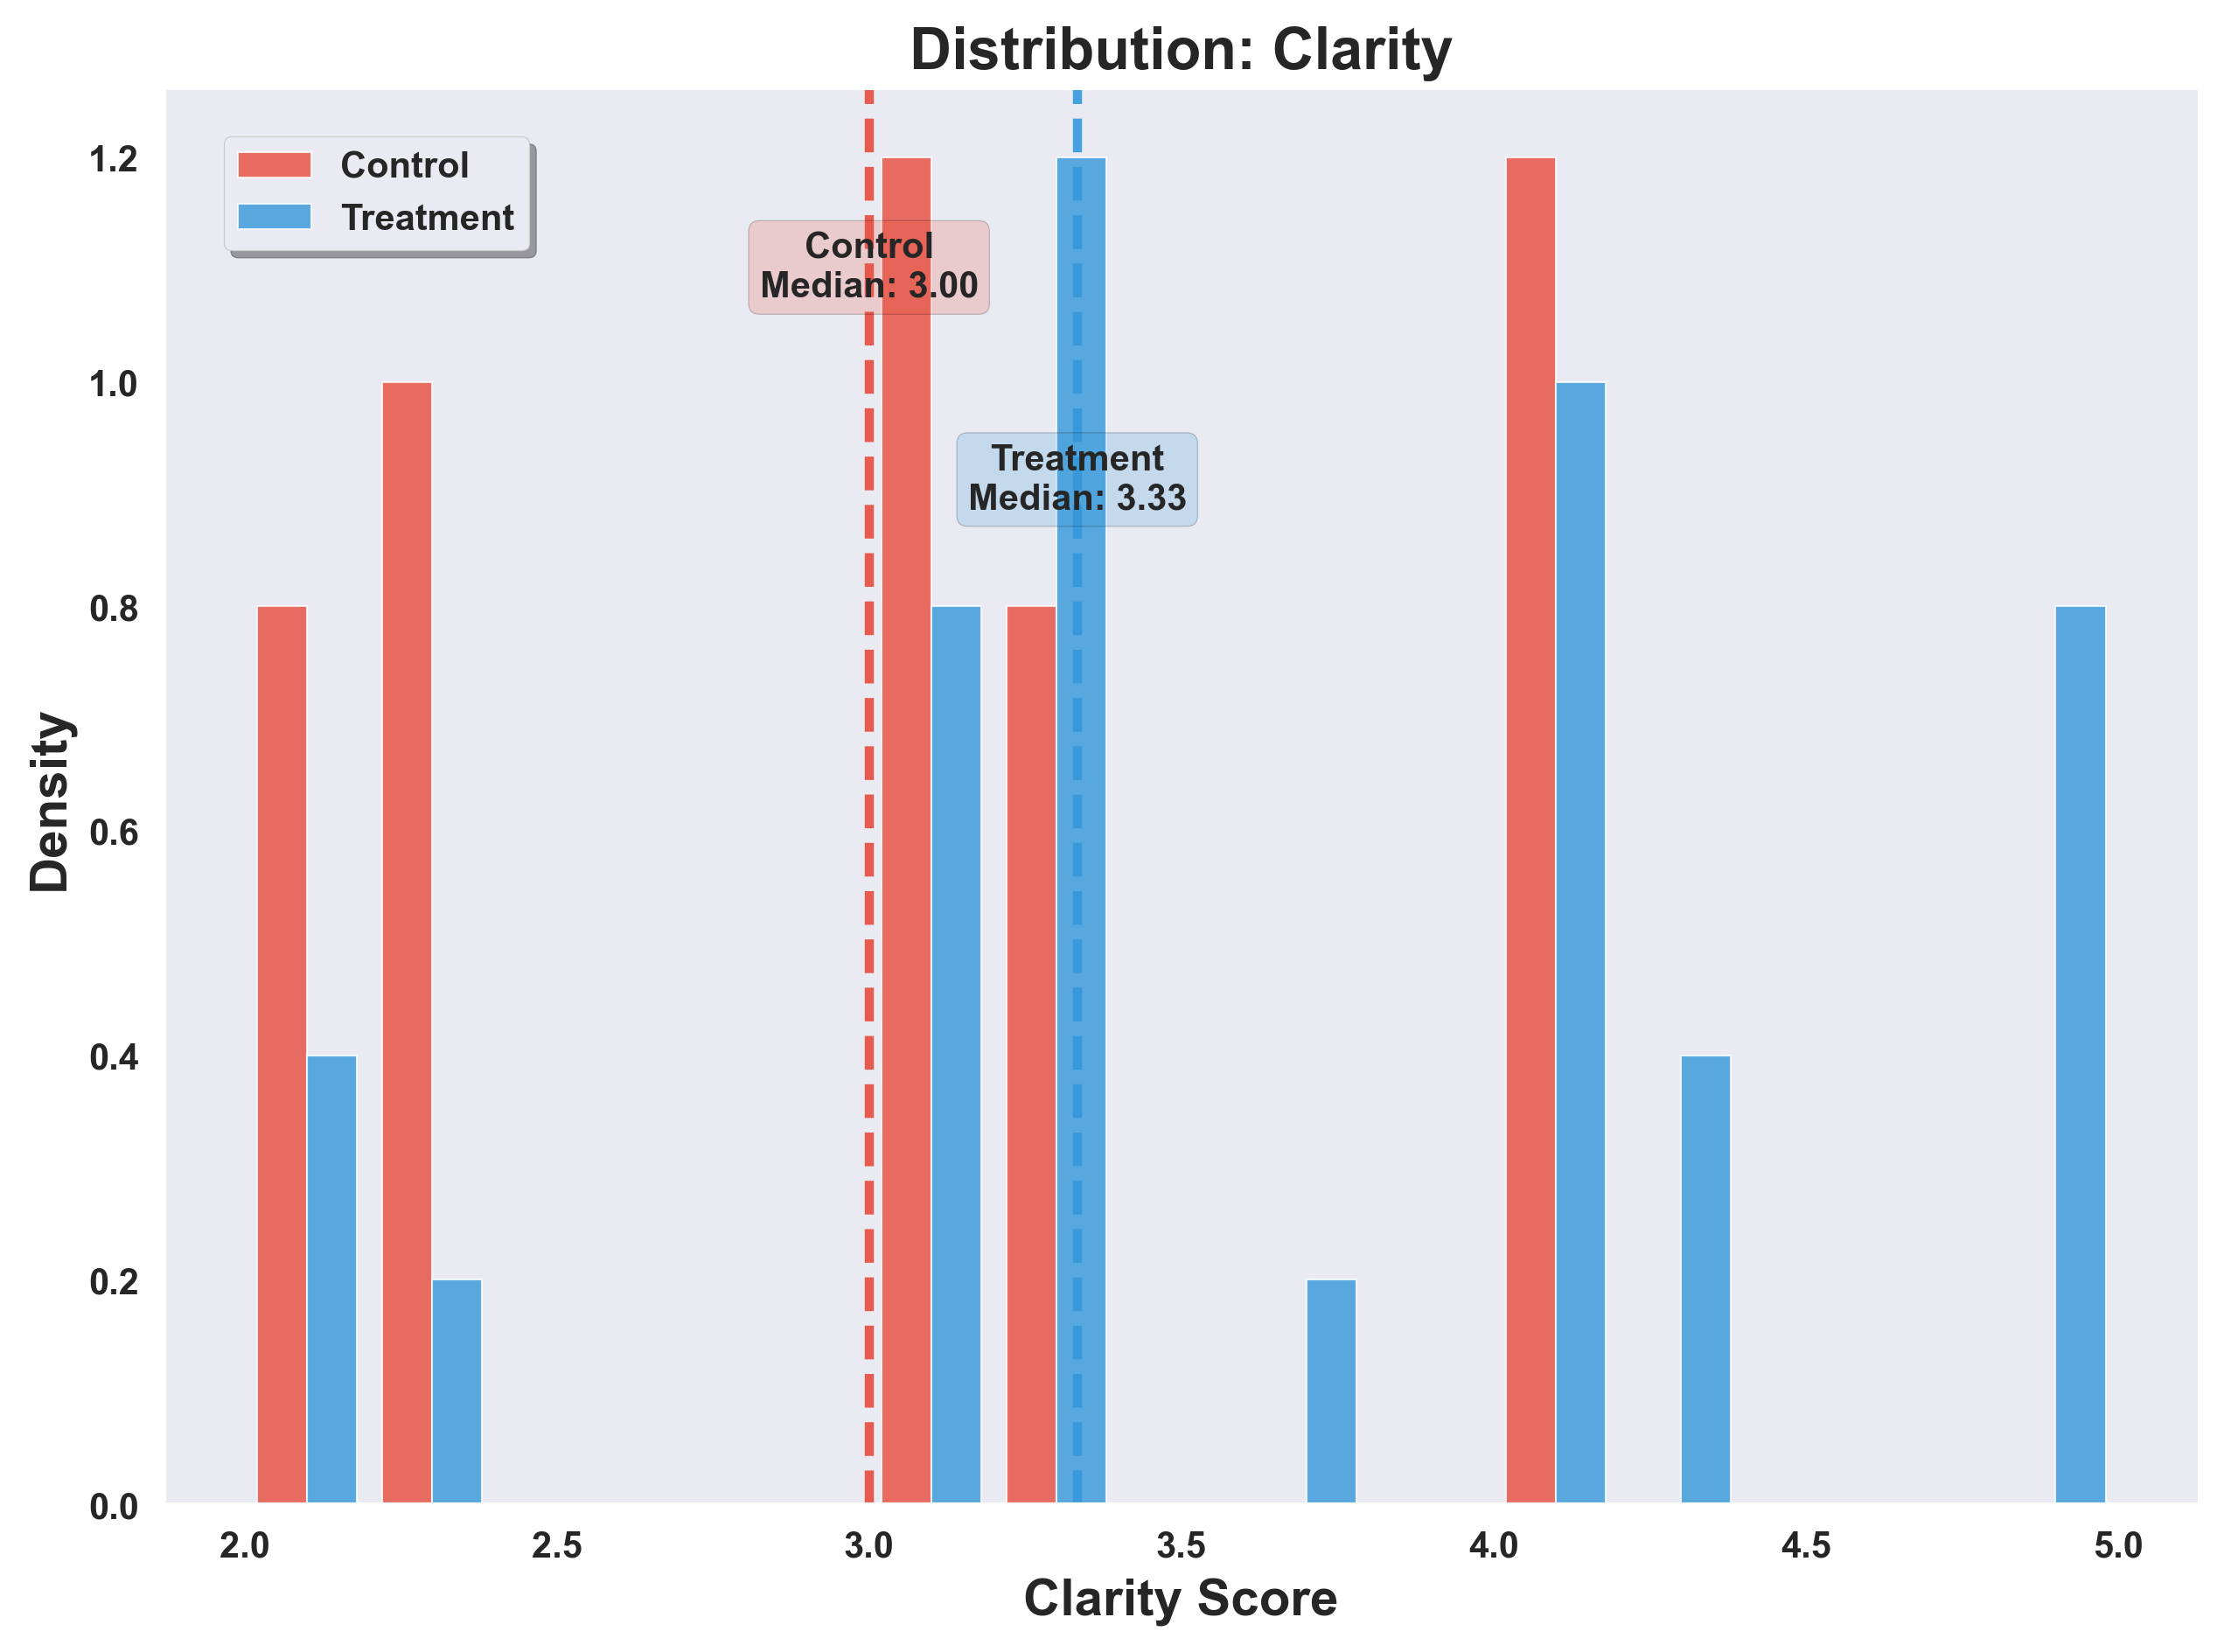 Distribution: Clarity
Control
Treatment
Control
Median: 3.00
Treatment
Median: 3.33
Density
1.2
1.0
0.8
0.6
0.4
0.2
0.0
2.0 2.5 3.0 3.5 4.0 4.5 5.0
Clarity Score